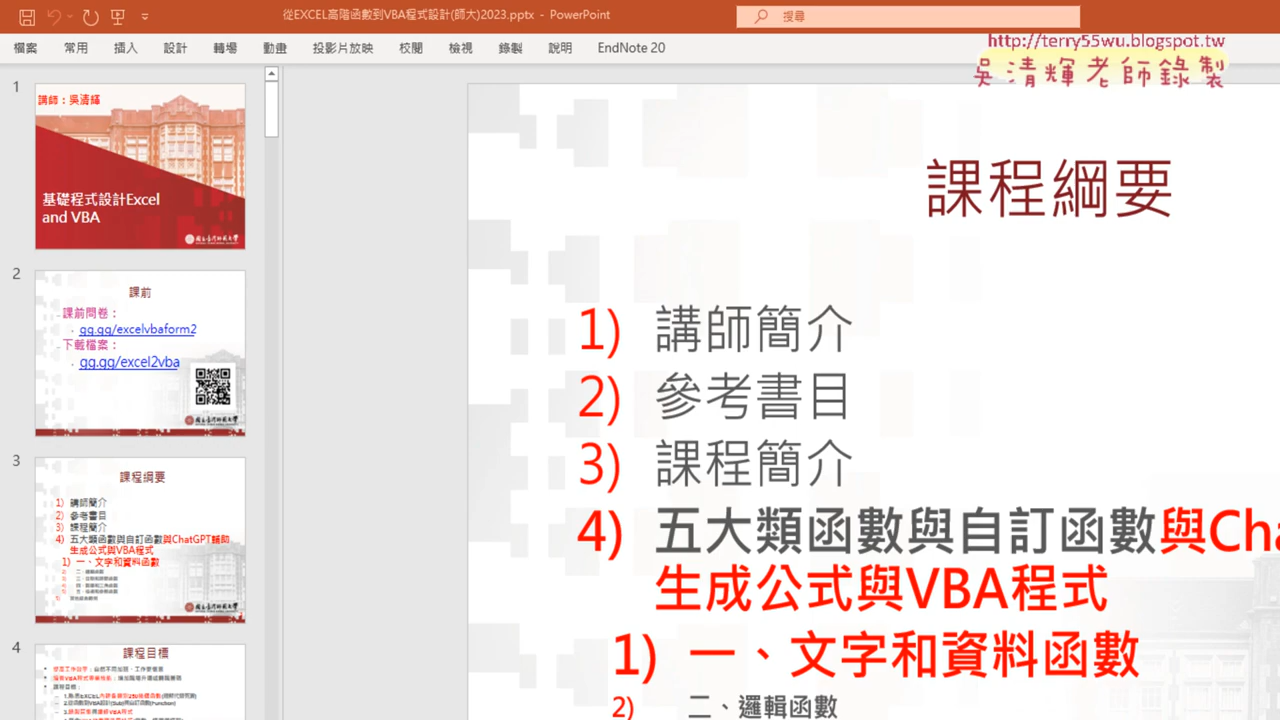 從EXCEL高階函數到VBA程式設計(師大)2023.pptx - PowerPoint
搜尋
檔案 常用 插入 設計 轉場 動畫 投影片放映 校閱 檢視 錄製 說明 EndNote 20
http://terry55wu.blogspot.tw
吳清輝老師錄製
1
講師：吳清輝
基礎程式設計Excel
and VBA
2
課前
課前問卷：
gg.gg/excelvbaform2
下載檔案：
gg.gg/excel2vba
3
課程綱要
1) 講師簡介
2) 參考書目
3) 課程簡介
4) 五大類函數與自訂函數與ChatGPT輔助
生成公式與VBA程式
1) 一、文字和資料函數
4
課程目標
課程綱要
1) 講師簡介
2) 參考書目
3) 課程簡介
4) 五大類函數與自訂函數與Cha
生成公式與VBA程式
1) 一、文字和資料函數
2) 二、邏輯函數